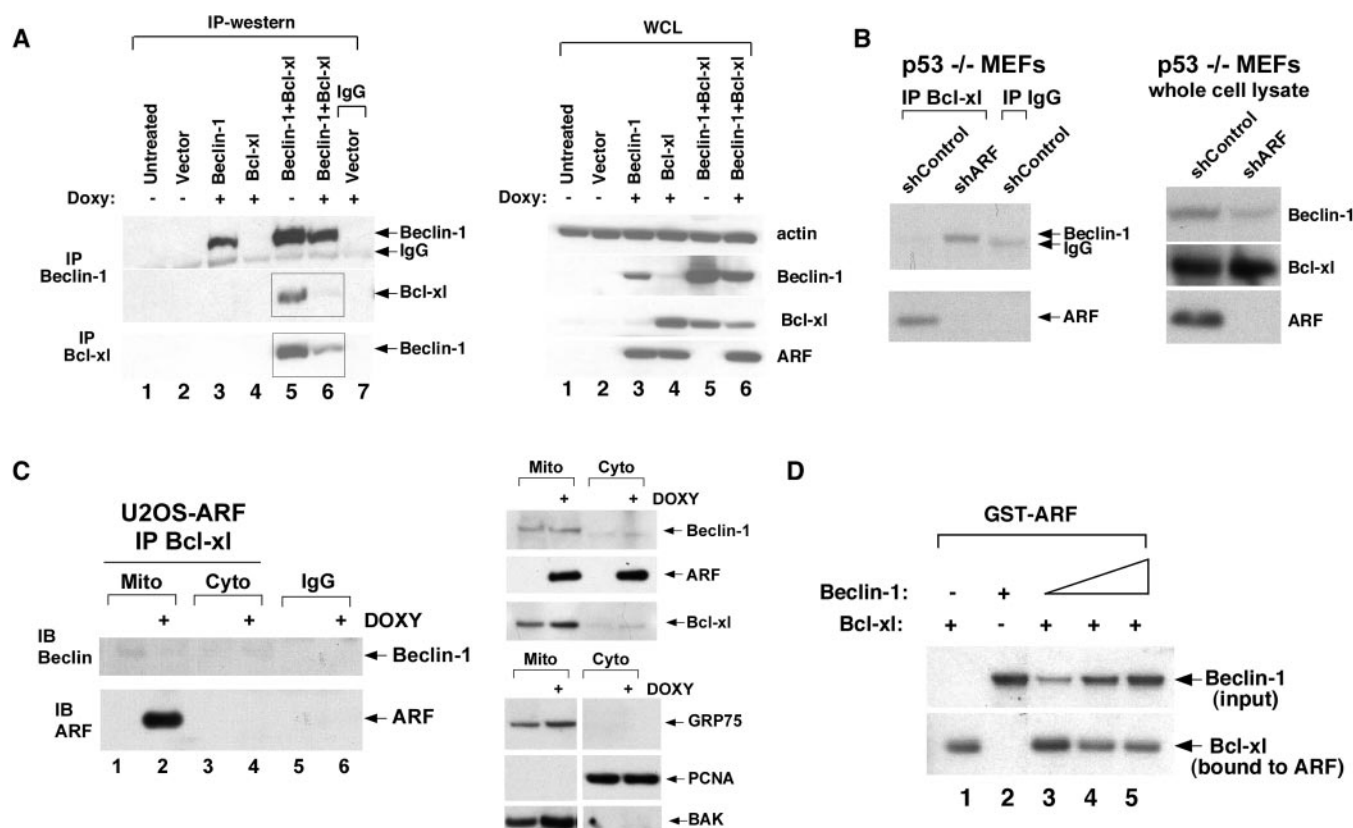 A
IP-western
Untreated
Vector
Beclin-1
Bcl-xl
Beclin-1+Bcl-xl
Beclin-1+Bcl-xl
IgG
Vector
Doxy: - - + + - + +
IP
Beclin-1
Beclin-1
IgG
Bcl-xl
IP
Bcl-xl
Beclin-1
1 2 3 4 5 6 7
WCL
Untreated
Vector
Beclin-1
Bcl-xl
Beclin-1+Bcl-xl
Beclin-1+Bcl-xl
Doxy: - - + + - +
actin
Beclin-1
Bcl-xl
ARF
1 2 3 4 5 6
B
p53 -/- MEFs
IP Bcl-xl IP IgG
shControl
shARF
shControl
Beclin-1
IgG
ARF
p53 -/- MEFs
whole cell lysate
shControl
shARF
Beclin-1
Bcl-xl
ARF
C
U2OS-ARF
IP Bcl-xl
Mito Cyto IgG
+ + + DOXY
IB
Beclin
Beclin-1
IB
ARF
ARF
1 2 3 4 5 6
Mito Cyto
+ + DOXY
Beclin-1
ARF
Bcl-xl
Mito Cyto
+ + DOXY
GRP75
PCNA
BAK
D
GST-ARF
Beclin-1: - +
Bcl-xl: + - + + +
Beclin-1
(input)
Bcl-xl
(bound to ARF)
1 2 3 4 5